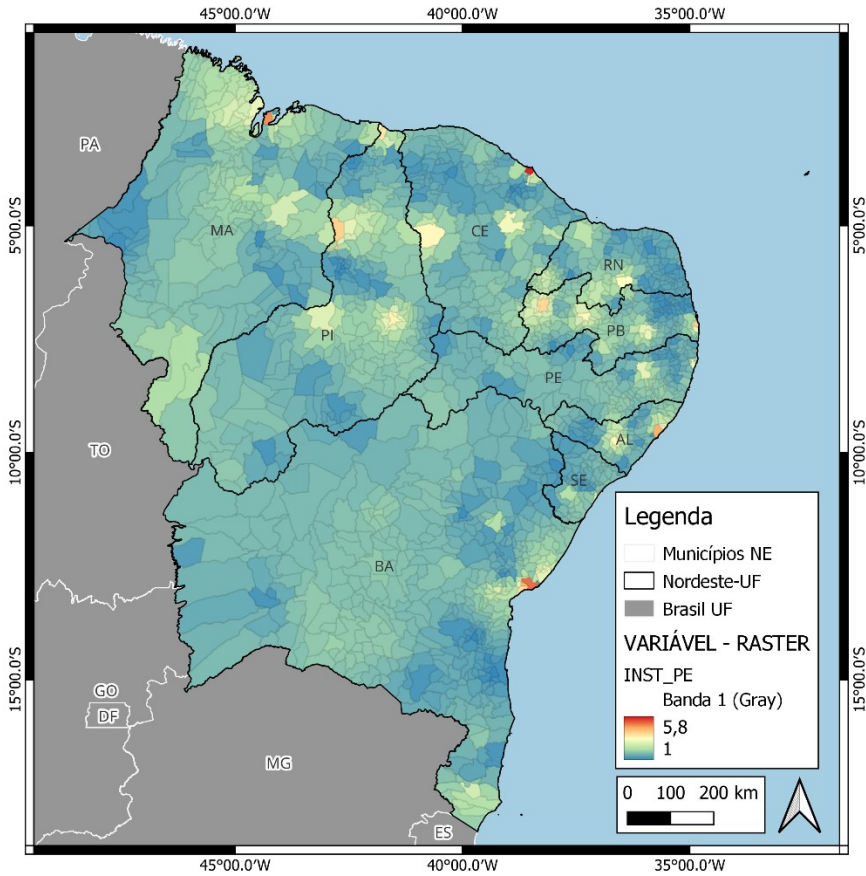 45°00.0'W 40°00.0'W 35°00.0'W
PA
5°00.0'S 5°00.0'S
MA CE
RN
PI PB
PE
TO
10°00.0'S 10°00.0'S
AL
SE
BA
Legenda
Municípios NE
Nordeste-UF
Brasil UF
VARIÁVEL - RASTER
INST_PE
Banda 1 (Gray)
5,8
1
15°00.0'S 15°00.0'S
GO
DF
MG
0 100 200 km
ES
45°00.0'W 40°00.0'W 35°00.0'W